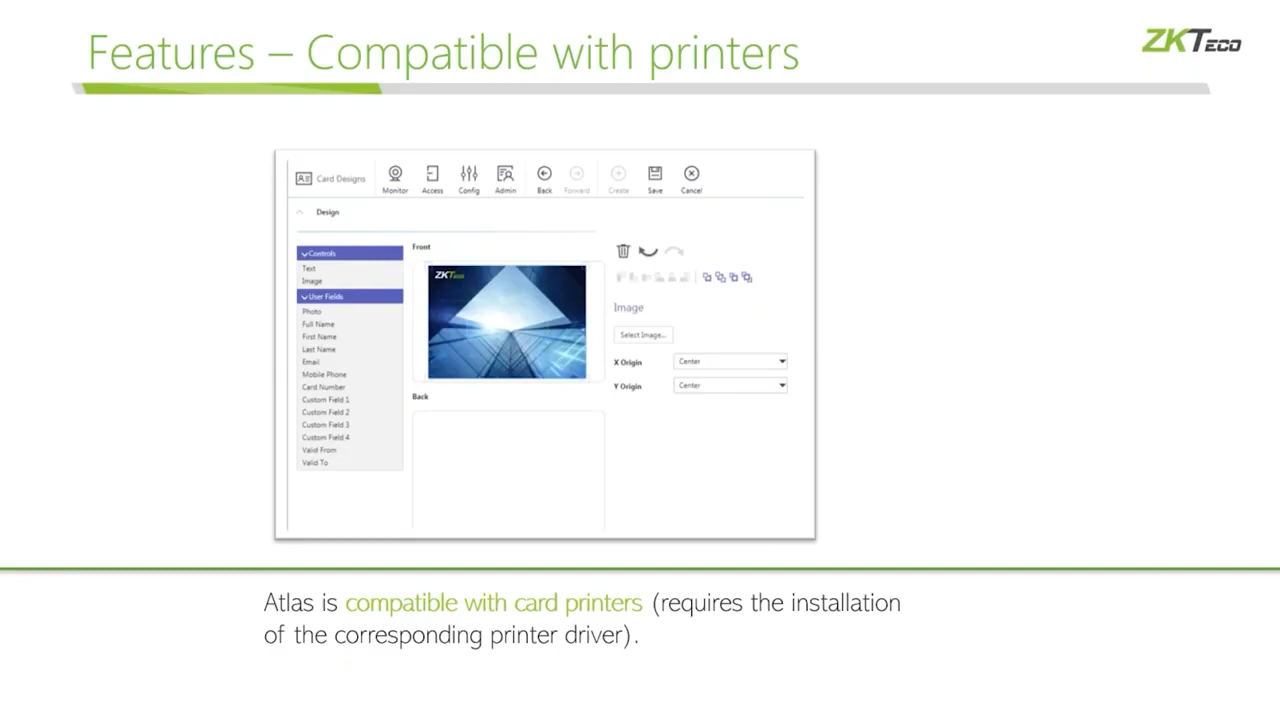 Features – Compatible with printers
ZKTECO
Card Designs
Monitor
Access
Config
Admin
Back
Forward
Create
Save
Cancel
Design
Controls
Text
Image
User Fields
Photo
Full Name
First Name
Last Name
Email
Mobile Phone
Card Number
Custom Field 1
Custom Field 2
Custom Field 3
Custom Field 4
Valid From
Valid To
Front
ZKTECO
Back
Image
Select Image...
X Origin
Center
Y Origin
Center
Atlas is compatible with card printers (requires the installation
of the corresponding printer driver).